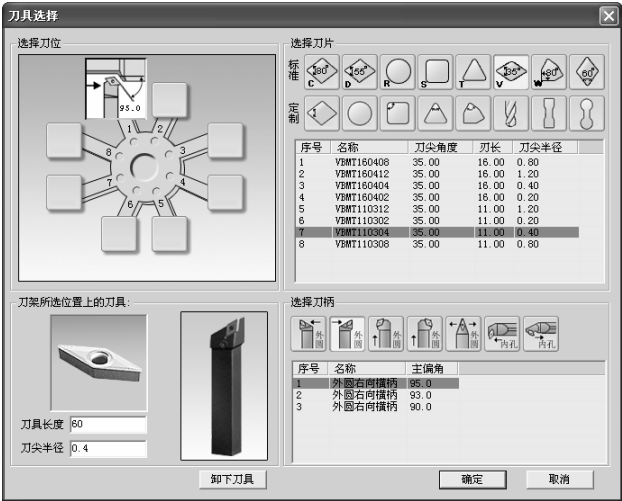 刀具选择
选择刀位
95.0
1
2
3
4
5
6
7
8
刀架所选位置上的刀具:
刀具长度 60
刀尖半径 0.4
卸下刀具
选择刀片
标准
80° C
55° D
R
S
T
35° V
80° W
60°
定制
序号 名称 刀尖角度 刃长 刀尖半径
1 VBMT160408 35.00 16.00 0.80
2 VBMT160412 35.00 16.00 1.20
3 VBMT160404 35.00 16.00 0.40
4 VBMT160402 35.00 16.00 0.20
5 VBMT110312 35.00 11.00 1.20
6 VBMT110302 35.00 11.00 0.20
7 VBMT110304 35.00 11.00 0.40
8 VBMT110308 35.00 11.00 0.80
选择刀柄
外圆
外圆
外圆
外圆
外圆
内孔
内孔
序号 名称 主偏角
1 外圆右向横柄 95.0
2 外圆右向横柄 93.0
3 外圆右向横柄 90.0
确定
取消